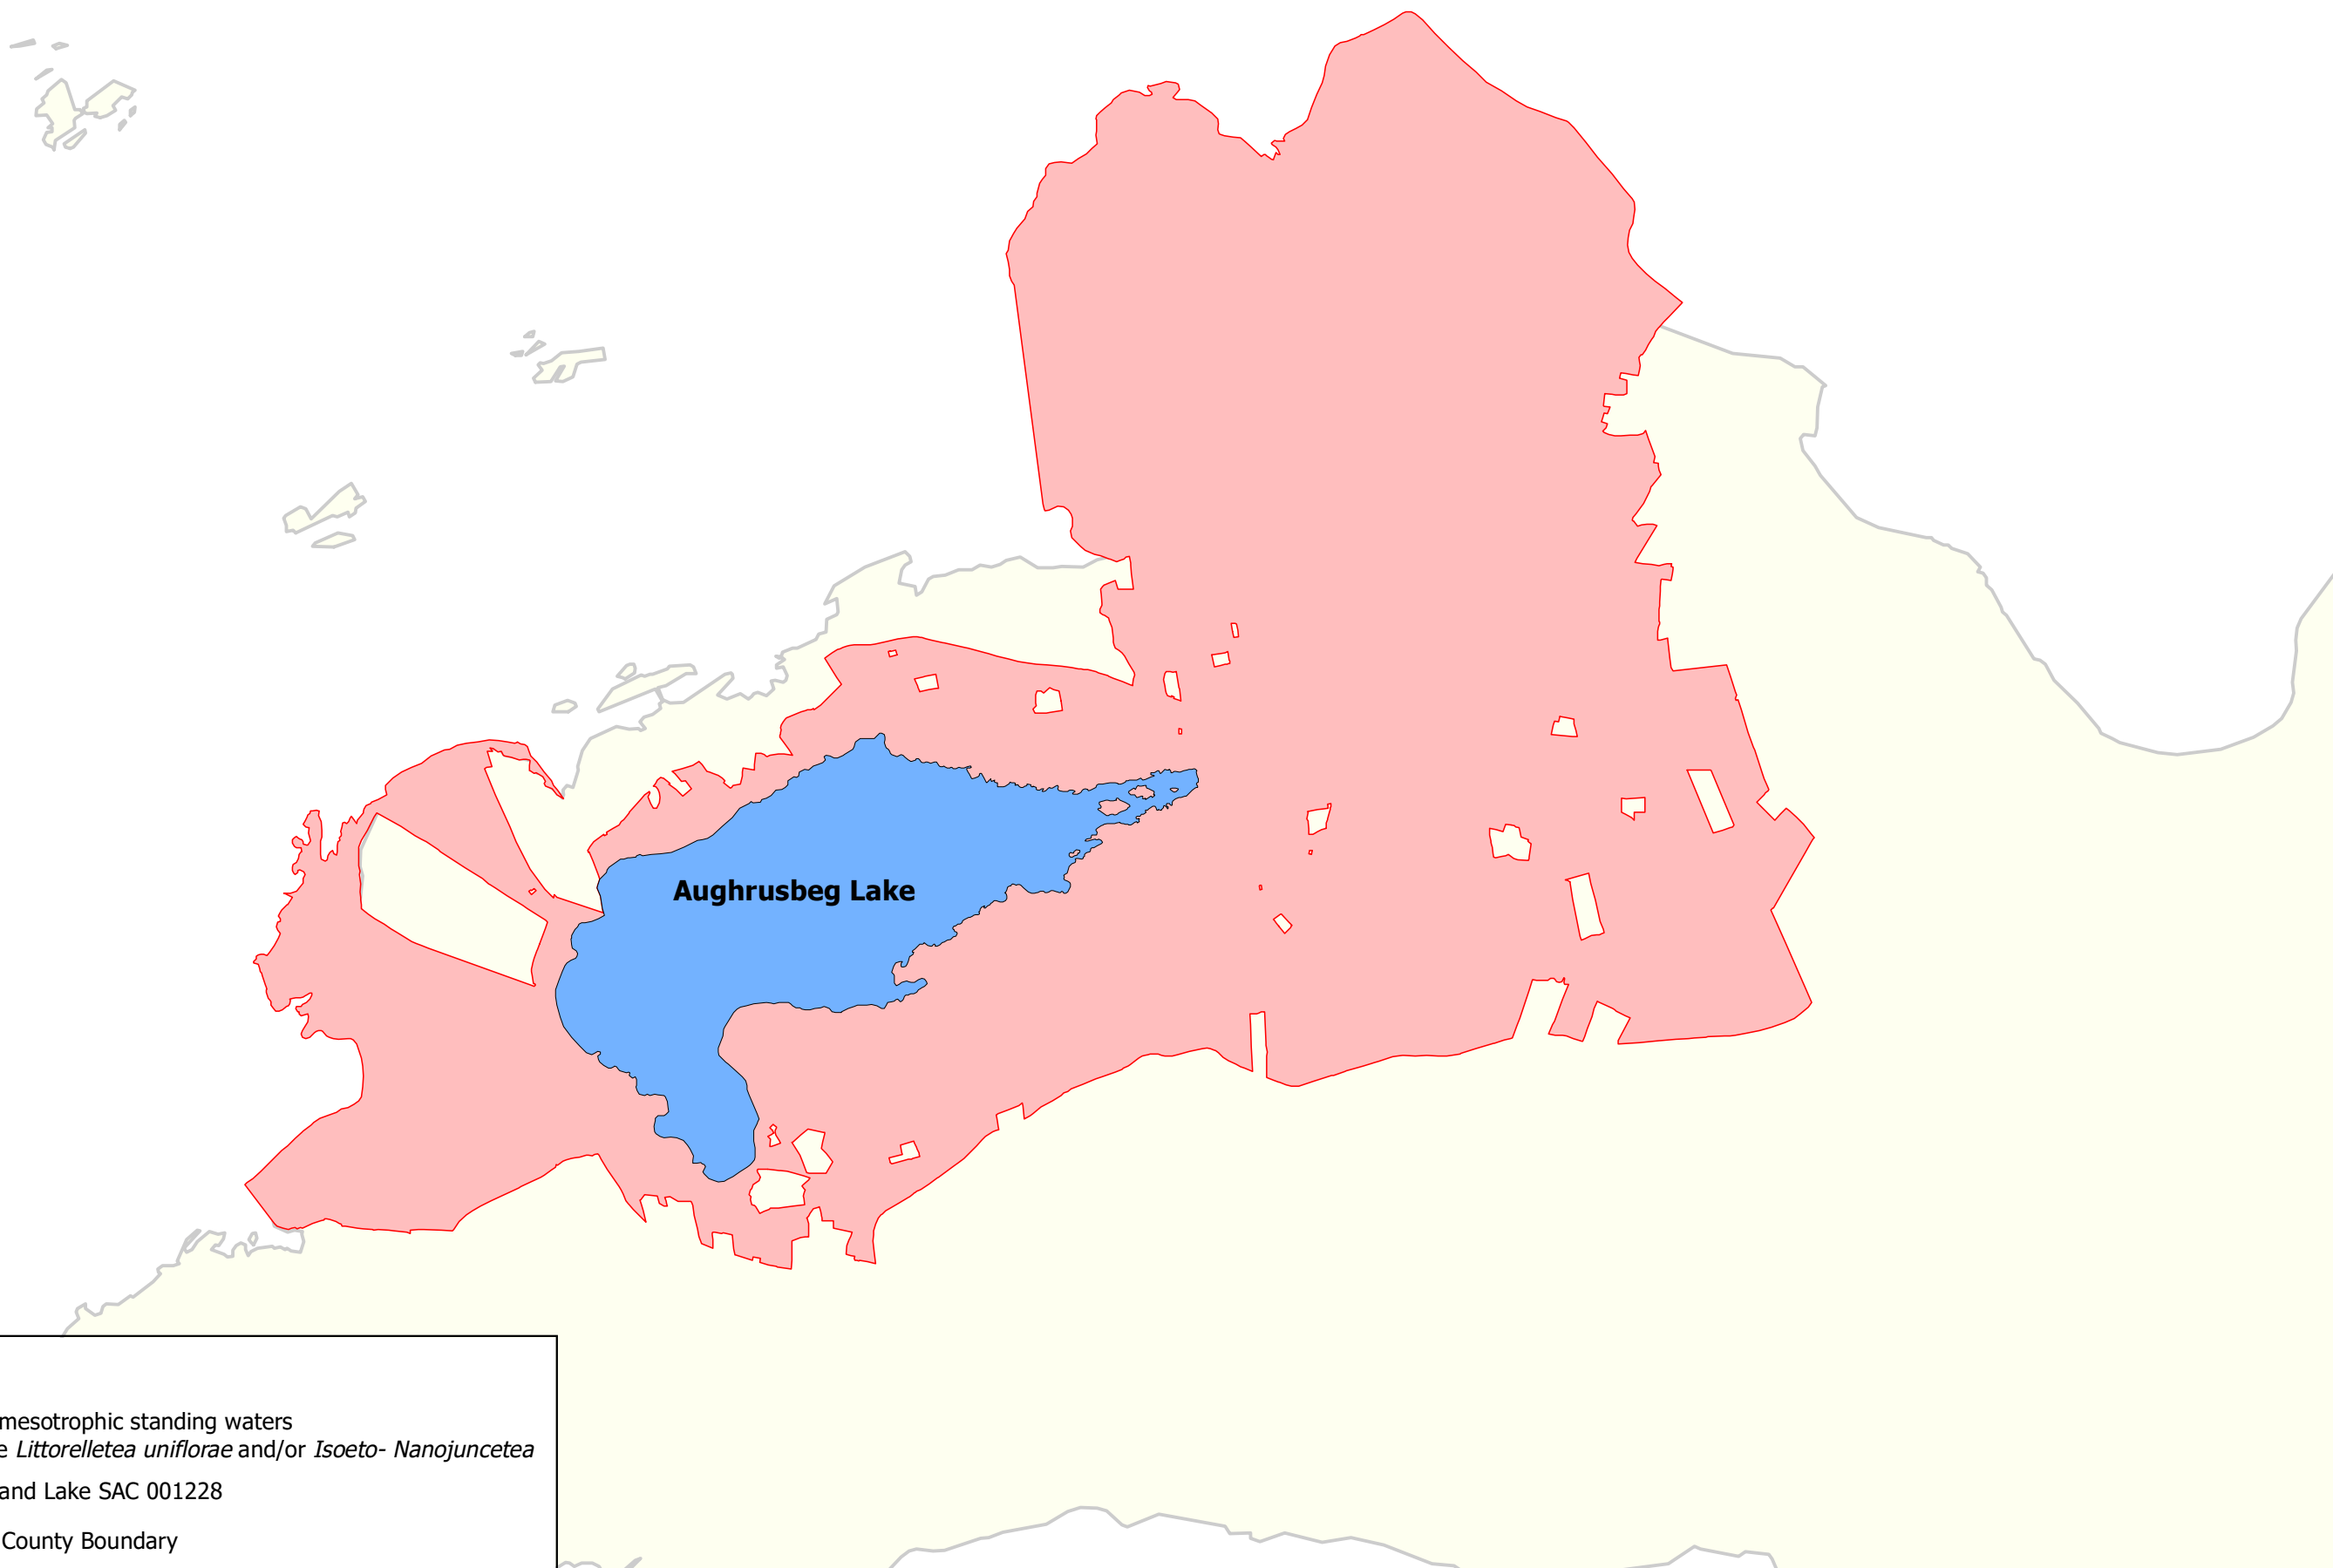 Aughrusbeg Lake
mesotrophic standing waters
e Littorelletea uniflorae and/or Isoeto- Nanojuncetea
and Lake SAC 001228
County Boundary